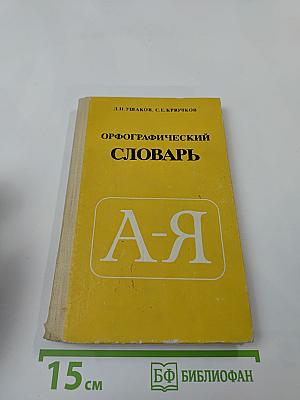 Д.Н.УШАКОВ, С.Е.КРЮЧКОВ
ОРФОГРАФИЧЕСКИЙ
СЛОВАРЬ
А-Я
15 см
БФ БИБЛИОФАН